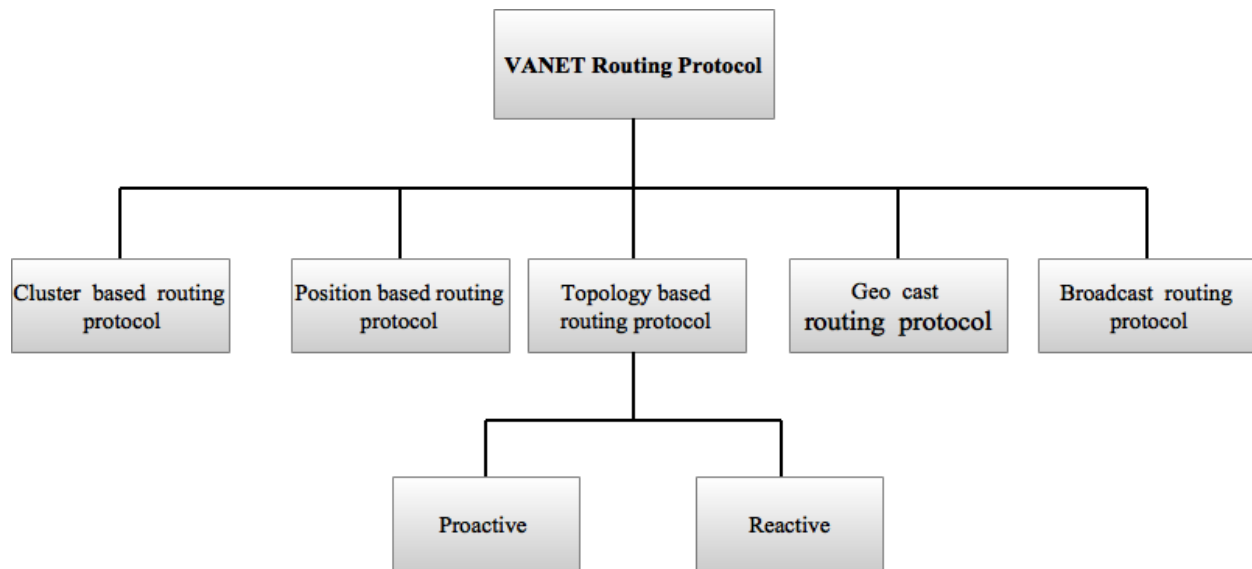 VANET Routing Protocol
Cluster based routing
protocol
Position based routing
protocol
Topology based
routing protocol
Geo cast
routing protocol
Broadcast routing
protocol
Proactive
Reactive